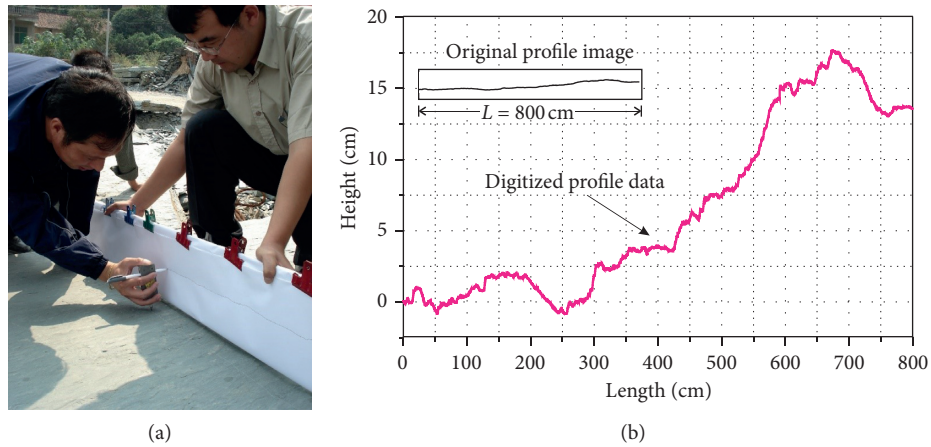 (a)
(b)
20
15
10
5
0
Height (cm)
Original profile image
L = 800 cm
Digitized profile data
0 100 200 300 400 500 600 700 800
Length (cm)